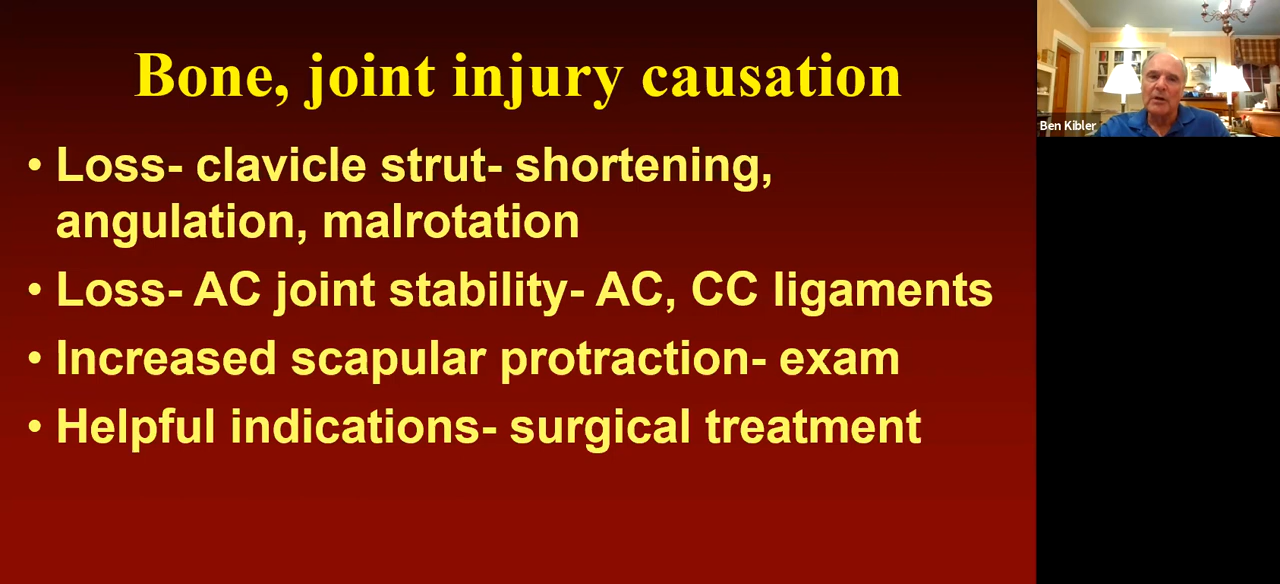 Bone, joint injury causation
• Loss- clavicle strut- shortening,
angulation, malrotation
• Loss- AC joint stability- AC, CC ligaments
• Increased scapular protraction- exam
• Helpful indications- surgical treatment
Ben Kibler